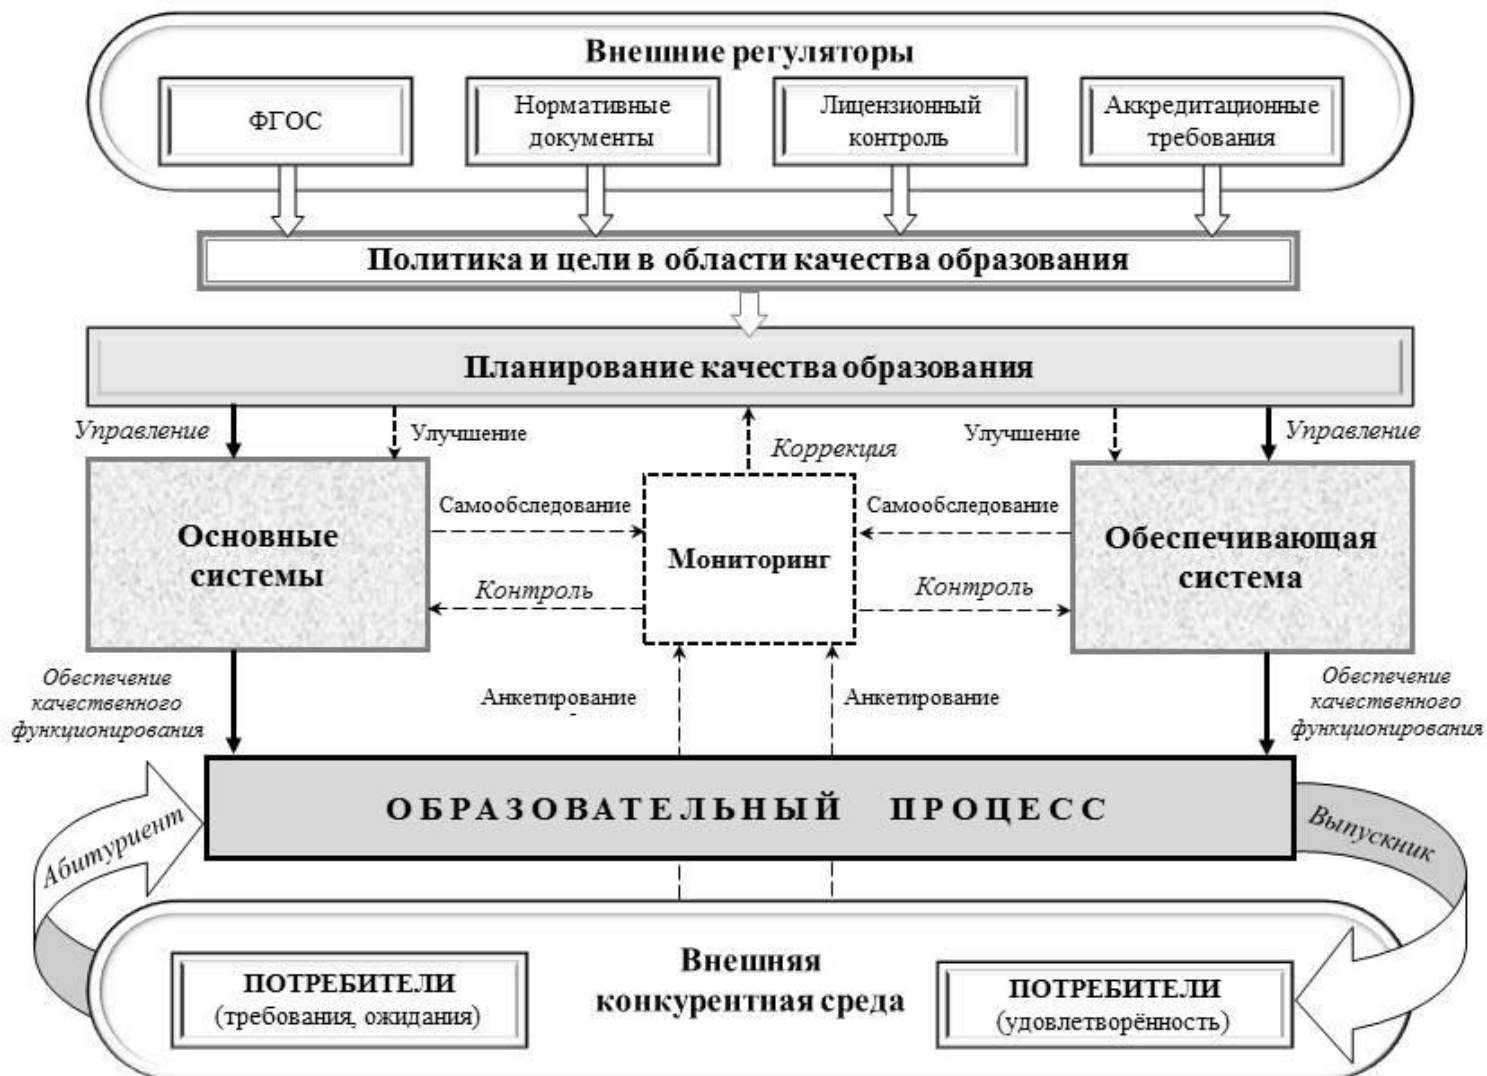 Внешние регуляторы
ФГОС
Нормативные
документы
Лицензионный
контроль
Аккредитационные
требования
Политика и цели в области качества образования
Планирование качества образования
Управление
Улучшение
Коррекция
Улучшение
Управление
Основные
системы
Самообследование
Контроль
Мониторинг
Самообследование
Контроль
Обеспечивающая
система
Обеспечение
качественного
функционирования
Анкетирование
Анкетирование
Обеспечение
качественного
функционирования
Абитуриент
ОБРАЗОВАТЕЛЬНЫЙ ПРОЦЕСС
Выпускник
ПОТРЕБИТЕЛИ
(требования, ожидания)
Внешняя
конкурентная среда
ПОТРЕБИТЕЛИ
(удовлетворённость)